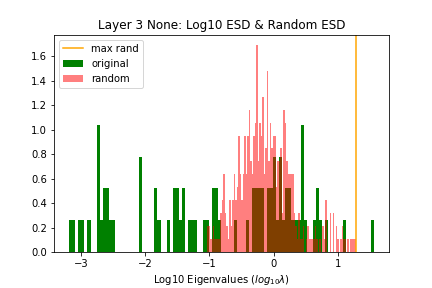 Layer 3 None: Log10 ESD & Random ESD
max rand
original
random
1.6
1.4
1.2
1.0
0.8
0.6
0.4
0.2
0.0
−3 −2 −1 0 1
Log10 Eigenvalues (log₁₀λ)